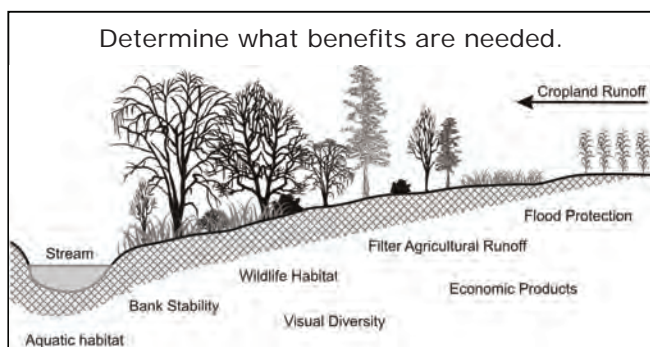 Determine what benefits are needed.
Cropland Runoff
Flood Protection
Stream
Filter Agricultural Runoff
Wildlife Habitat
Economic Products
Bank Stability
Visual Diversity
Aquatic habitat